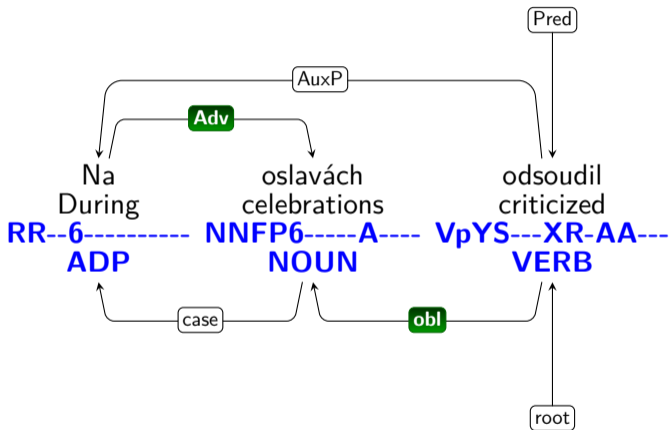 Pred
AuxP
Adv
Na oslavách odsoudil
During celebrations criticized
RR--6---------- NNFP6-----A---- VpYS---XR-AA---
ADP NOUN VERB
case obl
root